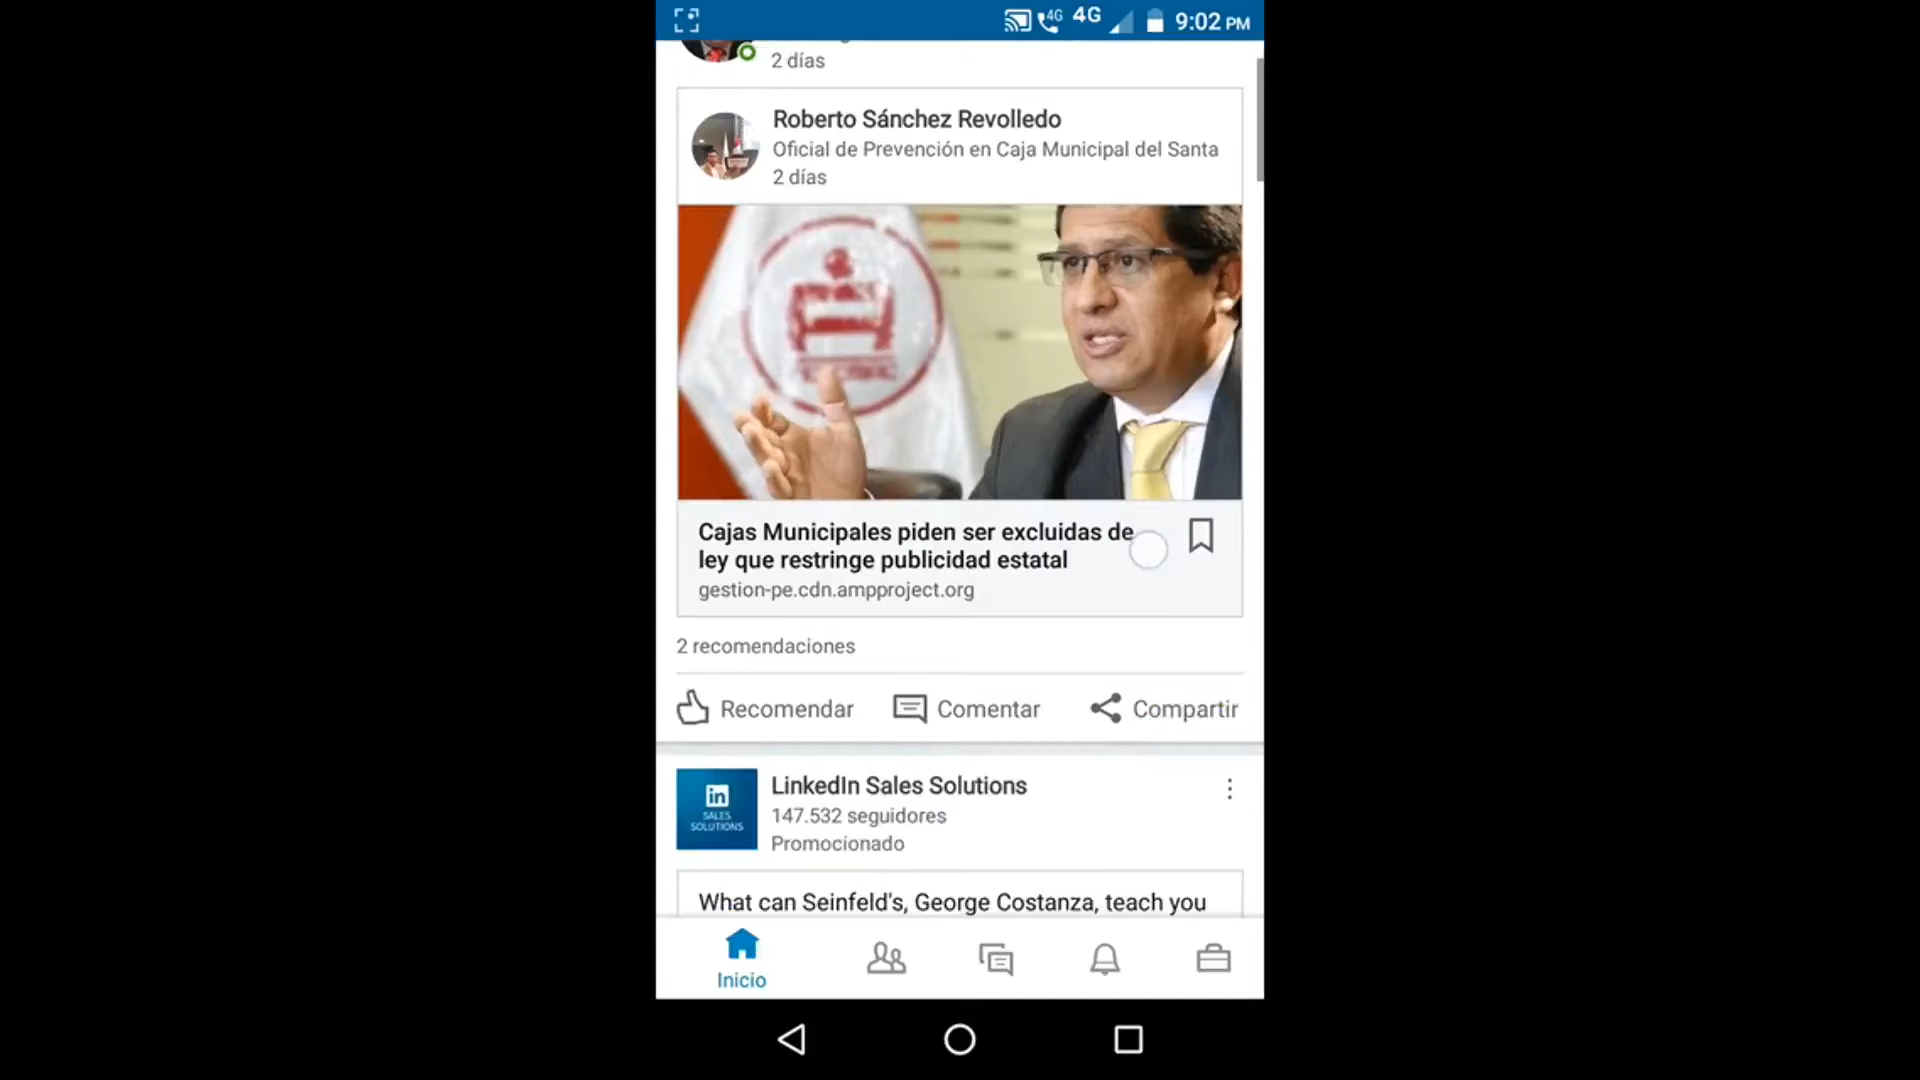 4G 4G 9:02 PM
2 días
Roberto Sánchez Revolledo
Oficial de Prevención en Caja Municipal del Santa
2 días
Cajas Municipales piden ser excluidas de
ley que restringe publicidad estatal
gestion-pe.cdn.ampproject.org
2 recomendaciones
Recomendar Comentar Compartir
in
SALES
SOLUTIONS
LinkedIn Sales Solutions
147.532 seguidores
Promocionado
What can Seinfeld's, George Costanza, teach you
Inicio